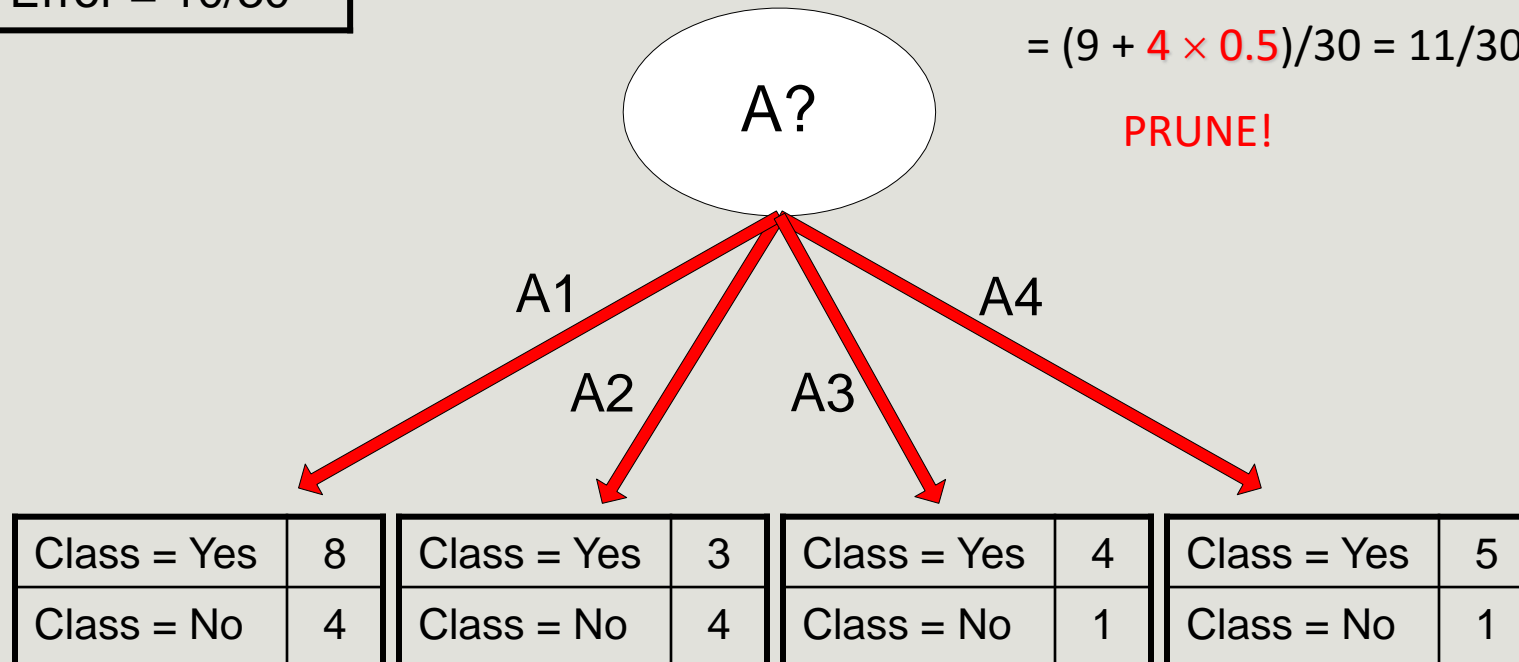 = (9 + 4 × 0.5)/30 = 11/30
A?
PRUNE!
A1
A4
A2
A3
Class = Yes 8 Class = Yes 3 Class = Yes 4 Class = Yes 5
Class = No 4 Class = No 4 Class = No 1 Class = No 1